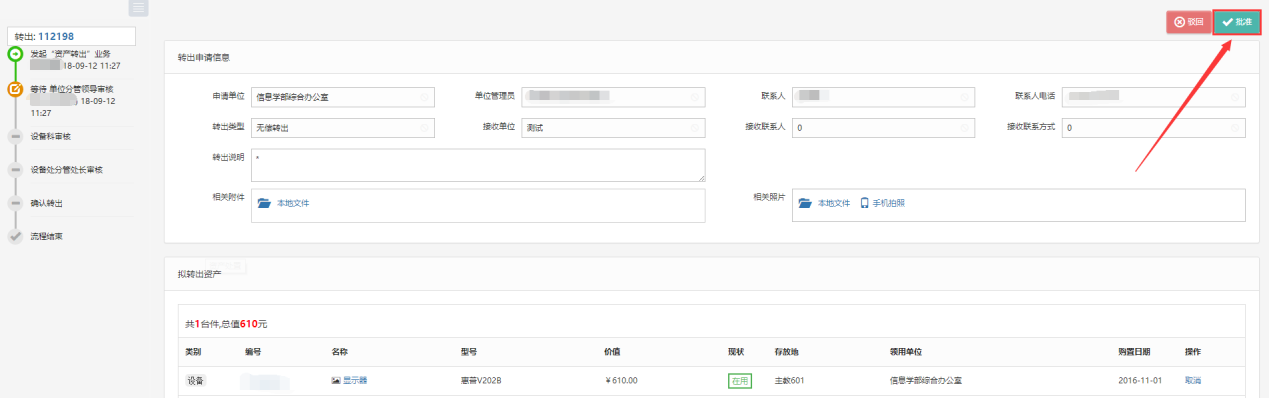 驳回 批准
转出: 112198
发起 "资产转出" 业务
18-09-12 11:27
等待 单位分管领导审核
) 18-09-12
11:27
设备科审核
设备处分管处长审核
确认转出
流程结束
转出申请信息
申请单位 信息学部综合办公室 单位管理员 联系人 联系人电话
转出类型 无偿转出 接收单位 测试 接收联系人 0 接收联系方式 0
转出说明 *
相关附件 本地文件 相关照片 本地文件 手机拍照
拟转出资产
共1台件,总值610元
类别 编号 名称 型号 价值 现状 存放地 领用单位 购置日期 操作
设备 显示器 惠普V202B ¥610.00 在用 主教601 信息学部综合办公室 2016-11-01 取消